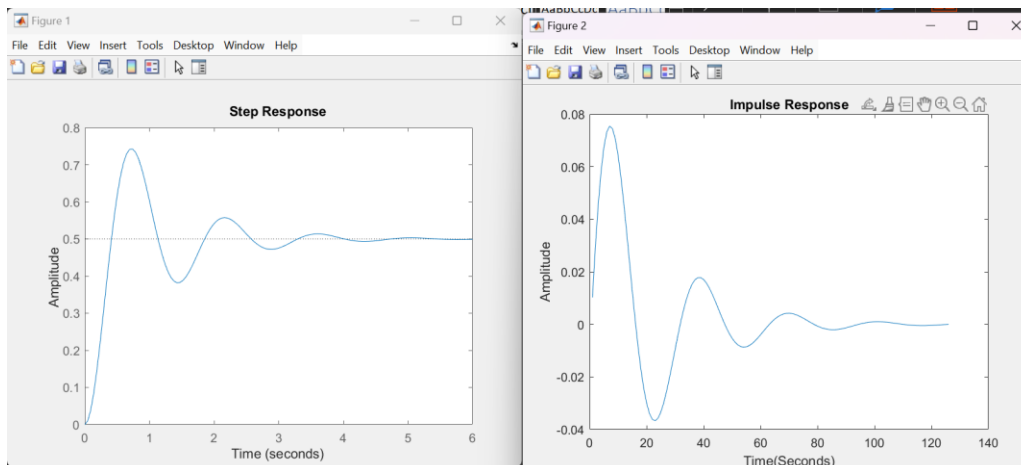 Figure 1
File Edit View Insert Tools Desktop Window Help
Step Response
0.8
0.7
0.6
0.5
0.4
0.3
0.2
0.1
0
Amplitude
0 1 2 3 4 5 6
Time (seconds)
AaBbCcDc AaBbCcI
Figure 2
File Edit View Insert Tools Desktop Window Help
Impulse Response
0.08
0.06
0.04
0.02
0
-0.02
-0.04
Amplitude
0 20 40 60 80 100 120 140
Time(Seconds)